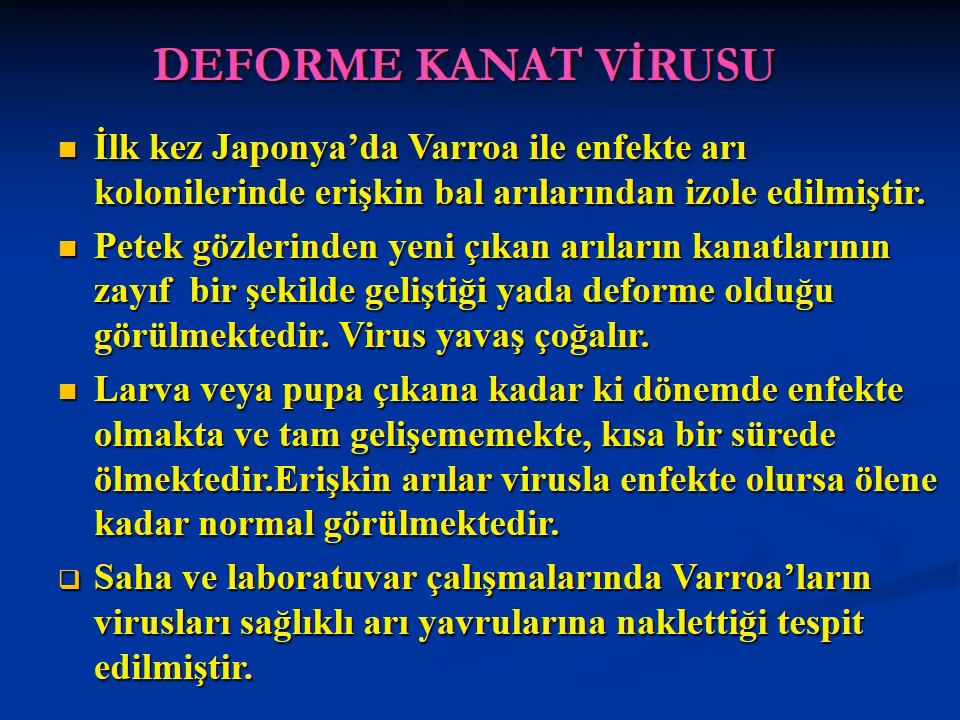 DEFORME KANAT VİRUSU
İlk kez Japonya’da Varroa ile enfekte arı
kolonilerinde erişkin bal arılarından izole edilmiştir.
Petek gözlerinden yeni çıkan arıların kanatlarının
zayıf  bir şekilde geliştiği yada deforme olduğu
görülmektedir. Virus yavaş çoğalır.
Larva veya pupa çıkana kadar ki dönemde enfekte
olmakta ve tam gelişememekte, kısa bir sürede
ölmektedir.Erişkin arılar virusla enfekte olursa ölene
kadar normal görülmektedir.
Saha ve laboratuvar çalışmalarında Varroa’ların
virusları sağlıklı arı yavrularına naklettiği tespit
edilmiştir.